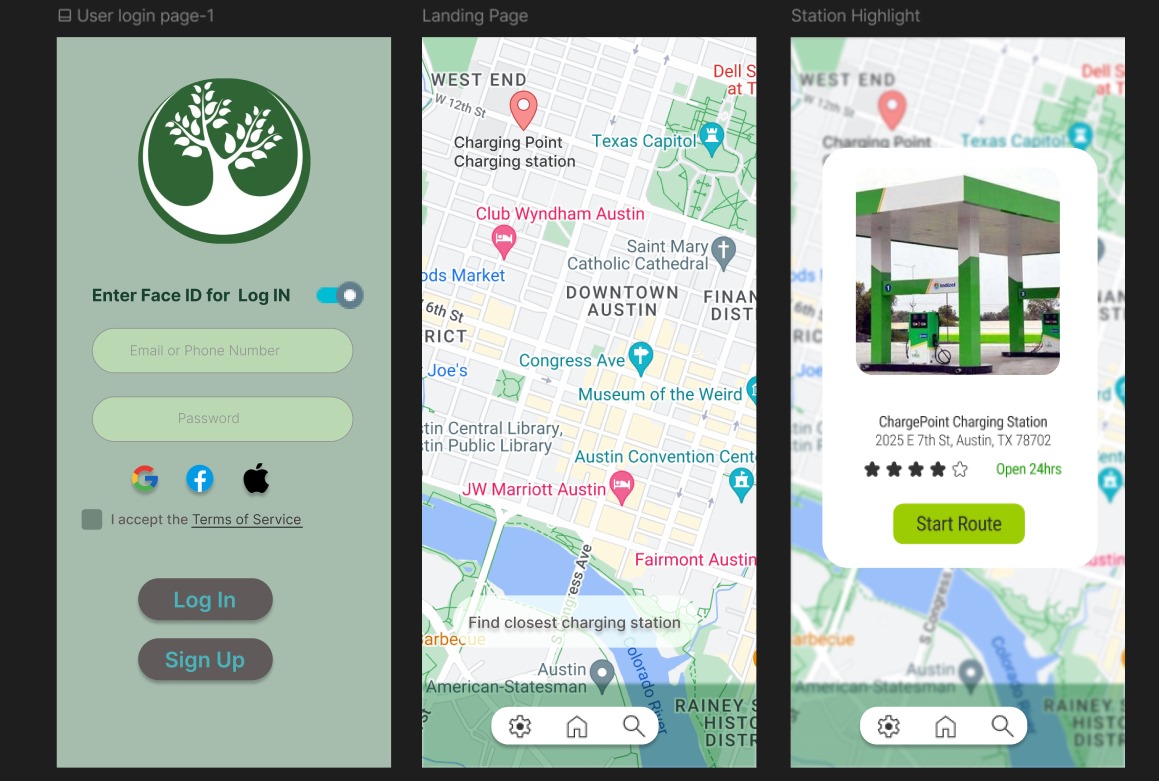 User login page-1
Enter Face ID for Log IN
Email or Phone Number
Password
I accept the Terms of Service
Log In
Sign Up
Landing Page
WEST END
Dell S
at T
W 12th St
Charging Point
Charging station
Texas Capitol
Club Wyndham Austin
Saint Mary
Catholic Cathedral
ods Market
DOWNTOWN
AUSTIN
FINAN
DISTI
6th St
RICT
Congress Ave
Joe's
Museum of the Weird
tin Central Library,
tin Public Library
Austin Convention Cent
JW Marriott Austin
Fairmont Austin
ngress Ave
Find closest charging station
arbecue
Colorado River
Austin
American-Statesman
RAINEY S
HISTO
DISTR
Station Highlight
WEST END
Dell S
at T
W 12th St
Charging Point
Texas Capitol
ods
RICT
Joe
IndiOil
1
ChargePoint Charging Station
2025 E 7th St, Austin, TX 78702
Open 24hrs
Start Route
S Congress
arbecue
Colorado R
Austin
American-Statesman
RAINEY S
HISTO
DISTR